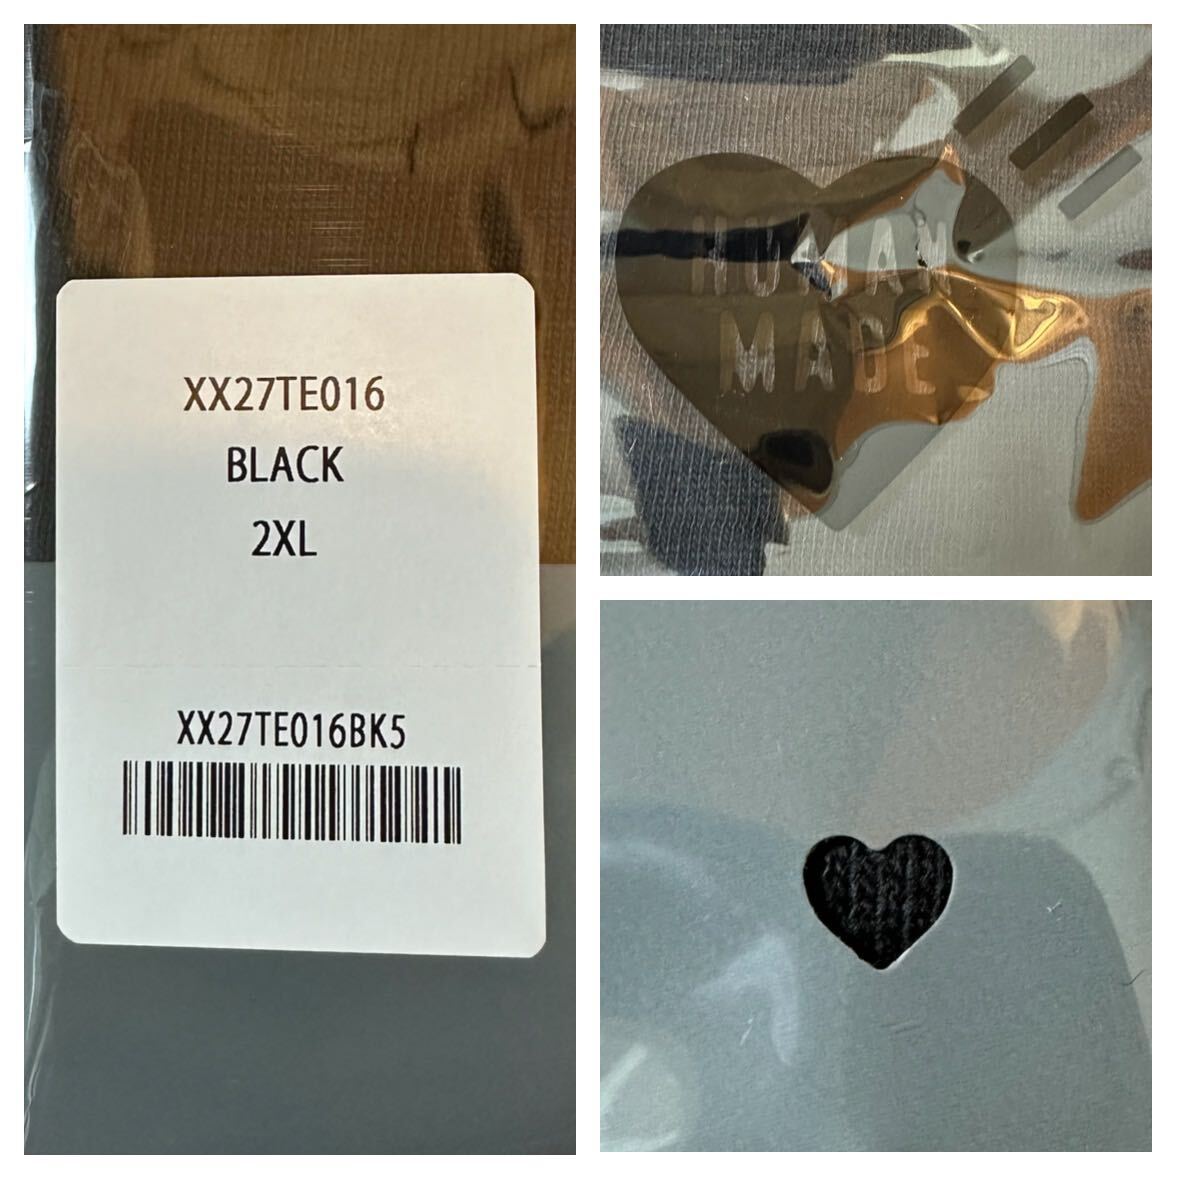 XX27TE016
BLACK
2XL
XX27TE016BK5
HUMAN
MADE